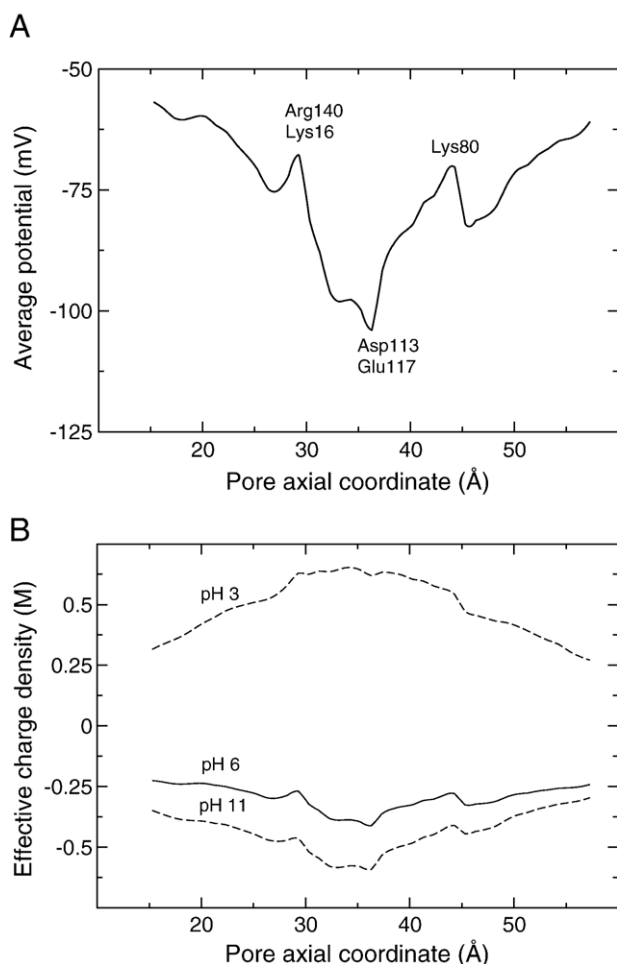 A
-50
-75
-100
-125
Average potential (mV)
Arg140
Lys16
Lys80
Asp113
Glu117
20 30 40 50
Pore axial coordinate (Å)
B
0.5
0.25
0
-0.25
-0.5
Effective charge density (M)
pH 3
pH 6
pH 11
20 30 40 50
Pore axial coordinate (Å)